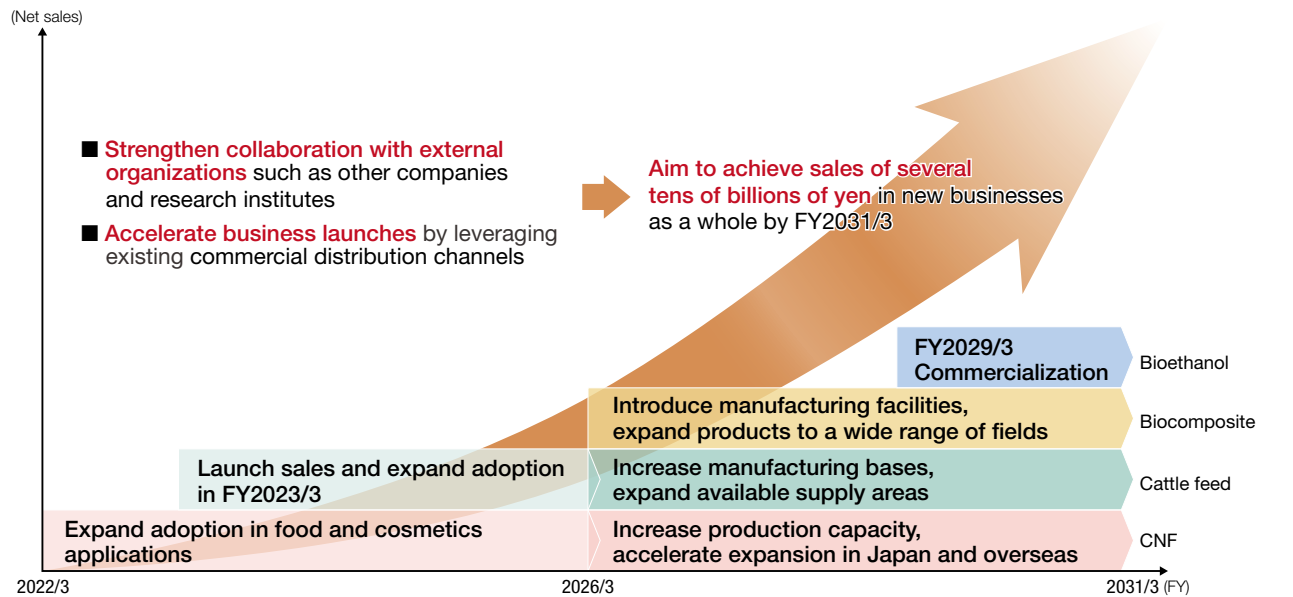 (Net sales)
■ Strengthen collaboration with external
organizations such as other companies
and research institutes
■ Accelerate business launches by leveraging
existing commercial distribution channels
Aim to achieve sales of several
tens of billions of yen in new businesses
as a whole by FY2031/3
FY2029/3
Commercialization
Bioethanol
Introduce manufacturing facilities,
expand products to a wide range of fields
Biocomposite
Launch sales and expand adoption
in FY2023/3
Increase manufacturing bases,
expand available supply areas
Cattle feed
Expand adoption in food and cosmetics
applications
Increase production capacity,
accelerate expansion in Japan and overseas
CNF
2022/3
2026/3
2031/3 (FY)